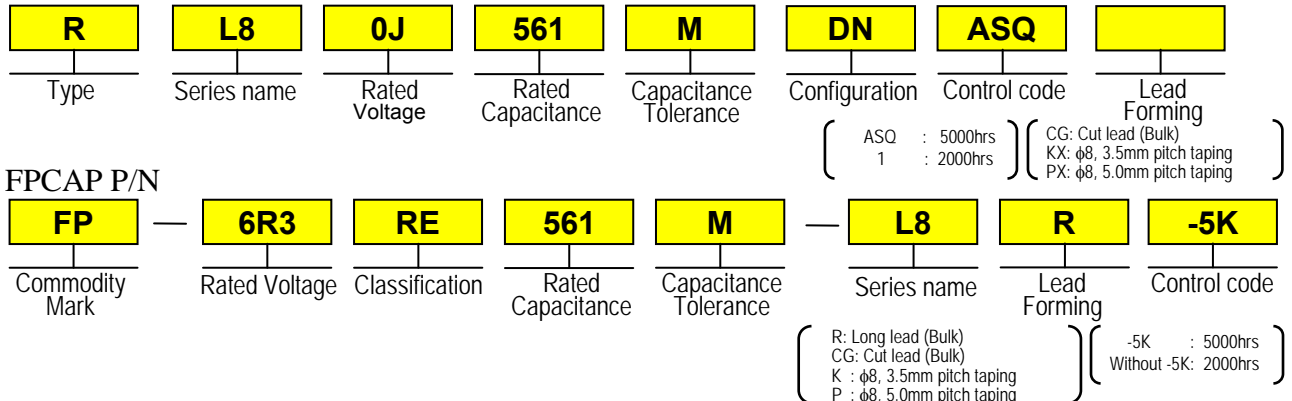 R L8 0J 561 M DN ASQ
Type Series name Rated Voltage Rated Capacitance Capacitance Tolerance Configuration Control code Lead Forming
ASQ : 5000hrs
1 : 2000hrs
CG: Cut lead (Bulk)
KX: ϕ8, 3.5mm pitch taping
PX: ϕ8, 5.0mm pitch taping
FPCAP P/N
FP — 6R3 RE 561 M — L8 R -5K
Commodity Mark Rated Voltage Classification Rated Capacitance Capacitance Tolerance Series name Lead Forming Control code
R: Long lead (Bulk)
CG: Cut lead (Bulk)
K : ϕ8, 3.5mm pitch taping
P : ϕ8, 5.0mm pitch taping
-5K : 5000hrs
Without -5K: 2000hrs